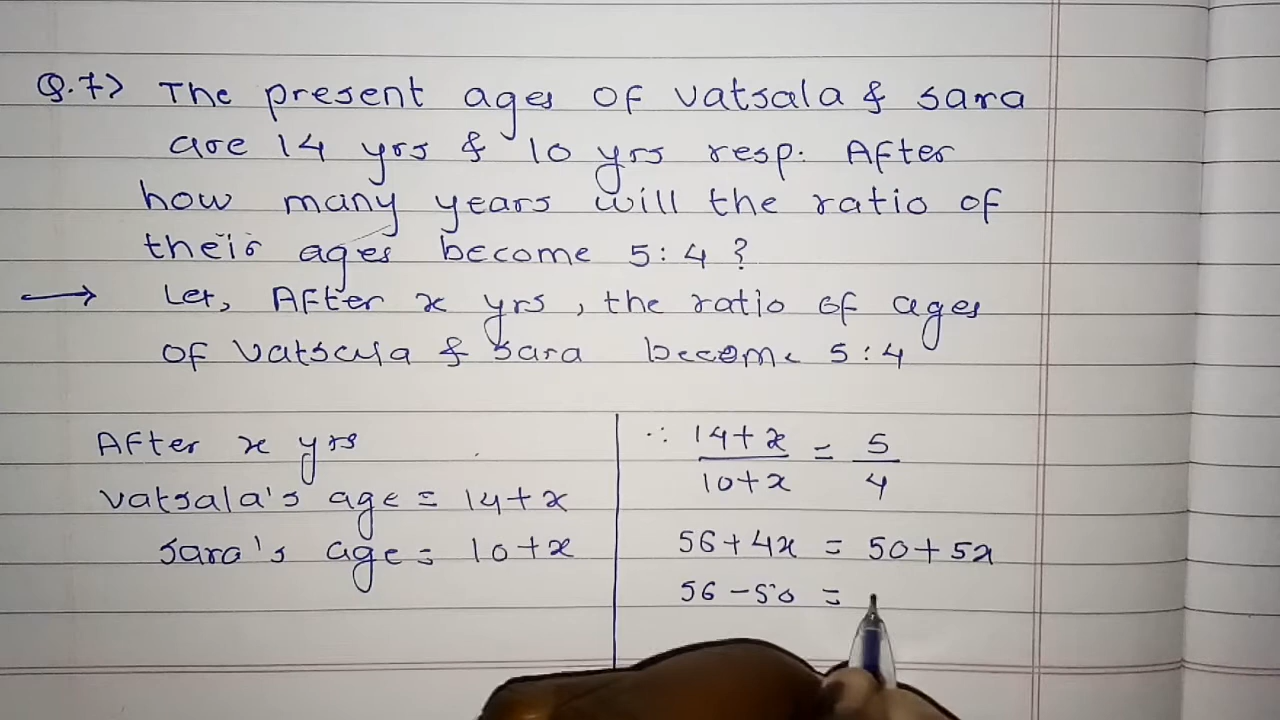 Q.7> The present ages of vatsala & sara
are 14 yrs & 10 yrs resp. After
how many years will the ratio of
their ages become 5:4?
→ Let, After x yrs, the ratio of ages
of vatsala & sara become 5:4
After x yrs
vatsala's age = 14+x
sara's age = 10+x
∴ 14+x / 10+x = 5 / 4
56+4x = 50+5x
56-50 =